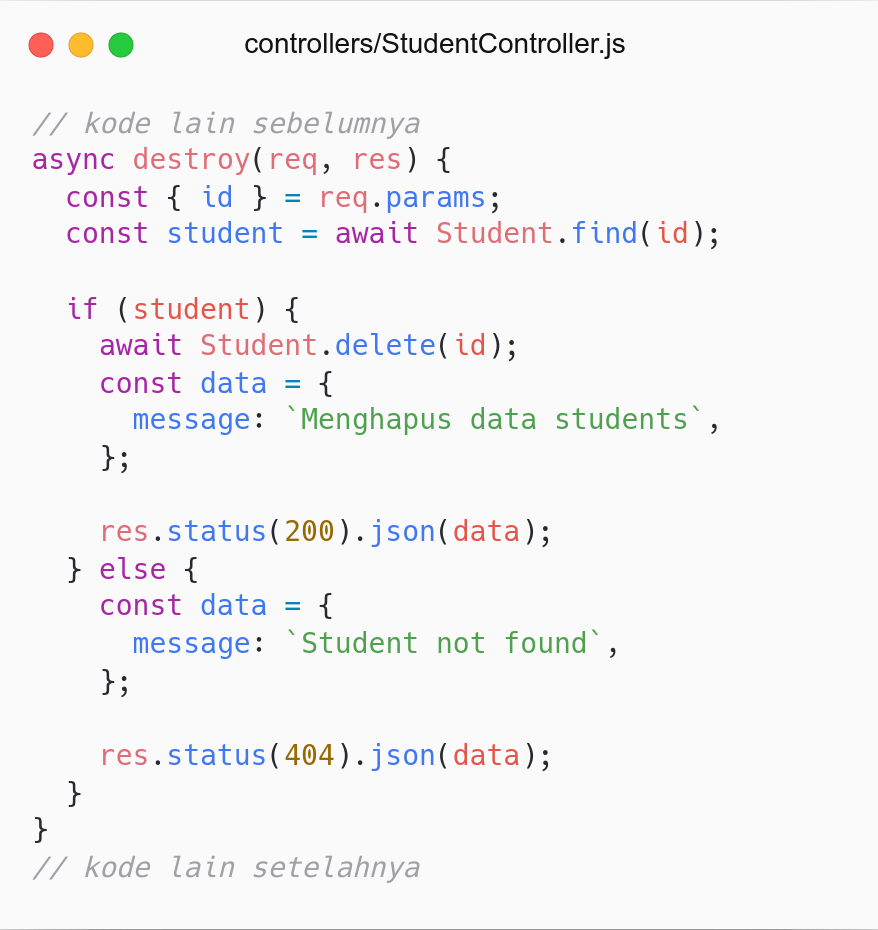 controllers/StudentController.js
// kode lain sebelumnya
async destroy(req, res) {
  const { id } = req.params;
  const student = await Student.find(id);

  if (student) {
    await Student.delete(id);
    const data = {
      message: `Menghapus data students`,
    };

    res.status(200).json(data);
  } else {
    const data = {
      message: `Student not found`,
    };

    res.status(404).json(data);
  }
}
// kode lain setelahnya